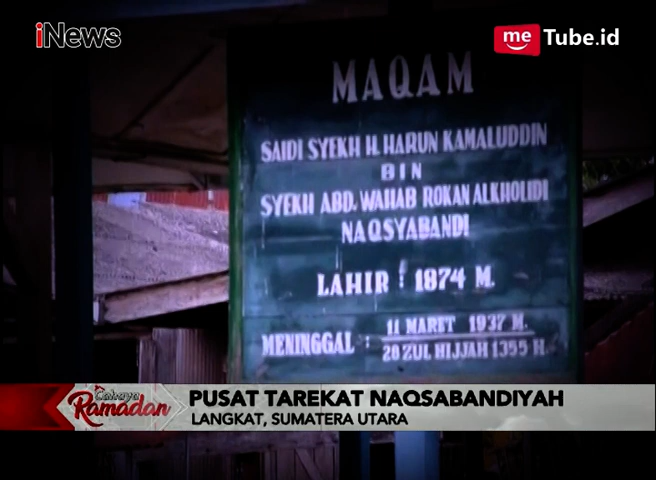 iNews
me Tube.id
MAQAM
SAIDI SYEKH H. HARUN KAMALUDDIN
BIN
SYEKH ABD. WAHAB ROKAN ALKHOLIDI
NAQSYABANDI
LAHIR : 1874 M.
MENINGGAL : 11 MARET 1937 M.
28 ZUL HIJJAH 1355 H.
Cahaya
Ramadan
PUSAT TAREKAT NAQSABANDIYAH
LANGKAT, SUMATERA UTARA